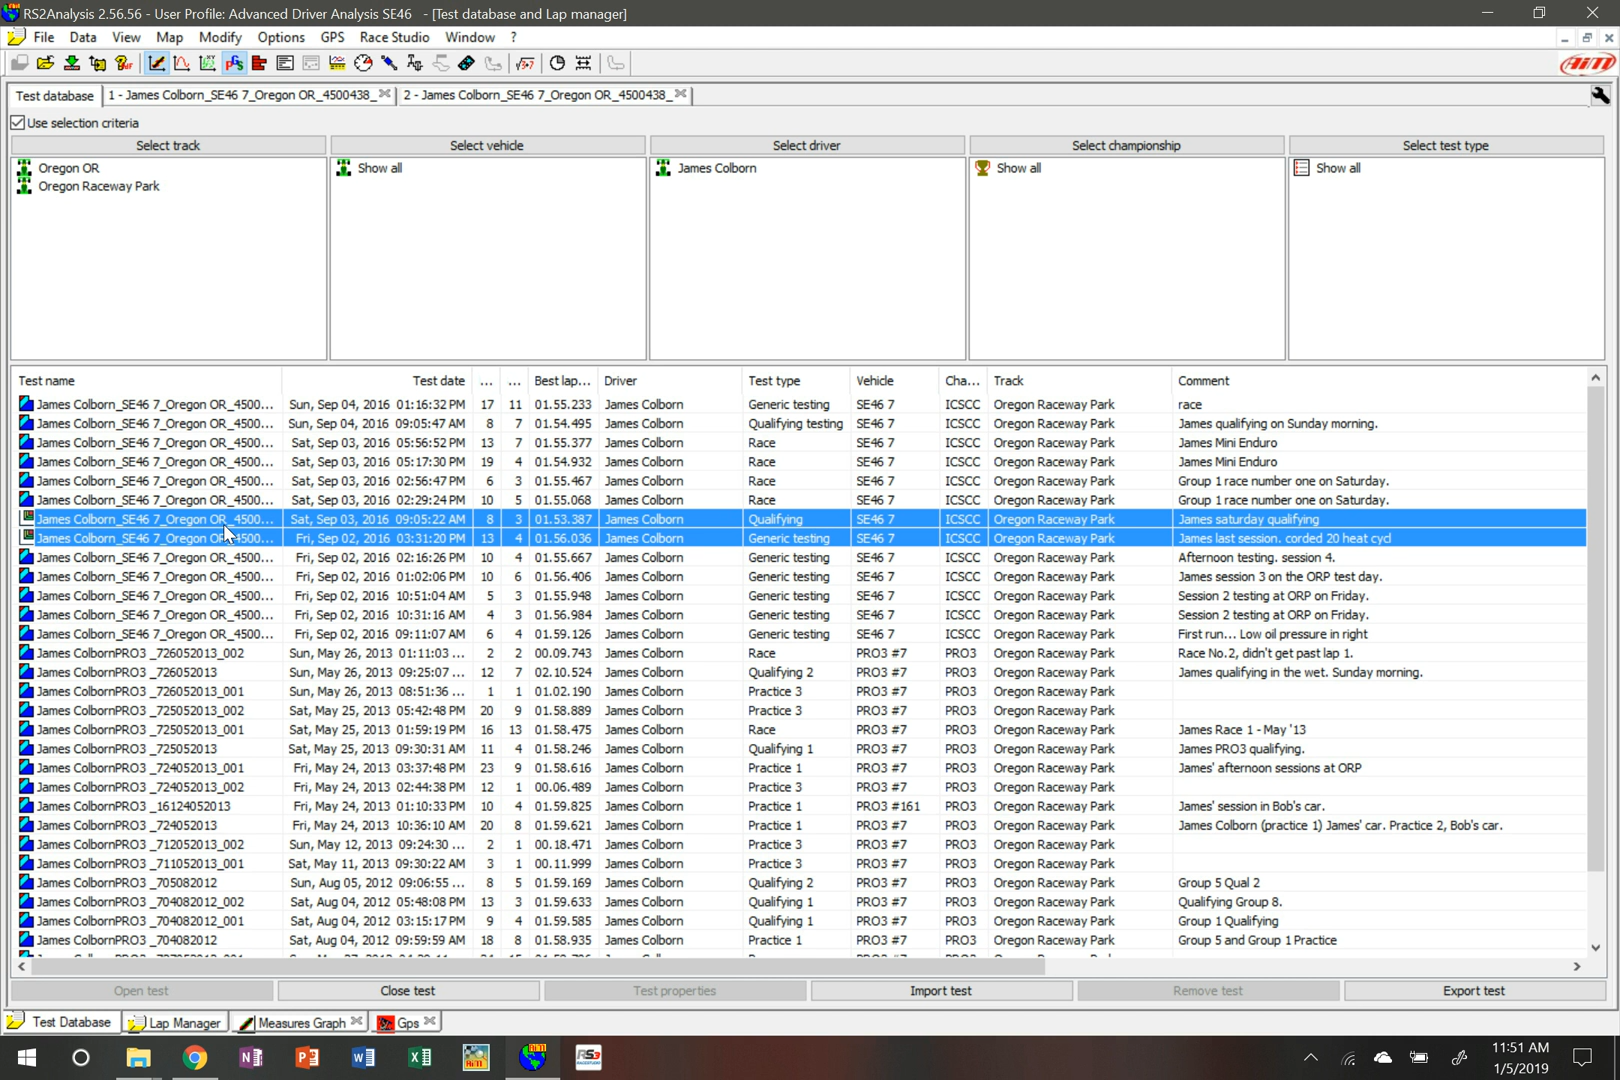 RS2Analysis 2.56.56 - User Profile: Advanced Driver Analysis SE46 - [Test database and Lap manager]
File Data View Map Modify Options GPS Race Studio Window ?
AiM
Test database 1 - James Colborn_SE46 7_Oregon OR_4500438_ 2 - James Colborn_SE46 7_Oregon OR_4500438_
Use selection criteria
Select track Select vehicle Select driver Select championship Select test type
Oregon OR Show all James Colborn Show all Show all
Oregon Raceway Park
Test name Test date ... ... Best lap... Driver Test type Vehicle Cha... Track Comment
James Colborn_SE46 7_Oregon OR_4500... Sun, Sep 04, 2016 01:16:32 PM 17 11 01.55.233 James Colborn Generic testing SE46 7 ICSCC Oregon Raceway Park race
James Colborn_SE46 7_Oregon OR_4500... Sun, Sep 04, 2016 09:05:47 AM 8 7 01.54.495 James Colborn Qualifying testing SE46 7 ICSCC Oregon Raceway Park James qualifying on Sunday morning.
James Colborn_SE46 7_Oregon OR_4500... Sat, Sep 03, 2016 05:56:52 PM 13 7 01.55.377 James Colborn Race SE46 7 ICSCC Oregon Raceway Park James Mini Enduro
James Colborn_SE46 7_Oregon OR_4500... Sat, Sep 03, 2016 05:17:30 PM 19 4 01.54.932 James Colborn Race SE46 7 ICSCC Oregon Raceway Park James Mini Enduro
James Colborn_SE46 7_Oregon OR_4500... Sat, Sep 03, 2016 02:56:47 PM 6 3 01.55.467 James Colborn Race SE46 7 ICSCC Oregon Raceway Park Group 1 race number one on Saturday.
James Colborn_SE46 7_Oregon OR_4500... Sat, Sep 03, 2016 02:29:24 PM 10 5 01.55.068 James Colborn Race SE46 7 ICSCC Oregon Raceway Park Group 1 race number one on Saturday.
James Colborn_SE46 7_Oregon OR_4500... Sat, Sep 03, 2016 09:05:22 AM 8 3 01.53.387 James Colborn Qualifying SE46 7 ICSCC Oregon Raceway Park James saturday qualifying
James Colborn_SE46 7_Oregon OR_4500... Fri, Sep 02, 2016 03:31:20 PM 13 4 01.56.036 James Colborn Generic testing SE46 7 ICSCC Oregon Raceway Park James last session. corded 20 heat cycl
James Colborn_SE46 7_Oregon OR_4500... Fri, Sep 02, 2016 02:16:26 PM 10 4 01.55.667 James Colborn Generic testing SE46 7 ICSCC Oregon Raceway Park Afternoon testing. session 4.
James Colborn_SE46 7_Oregon OR_4500... Fri, Sep 02, 2016 01:02:06 PM 10 6 01.56.406 James Colborn Generic testing SE46 7 ICSCC Oregon Raceway Park James session 3 on the ORP test day.
James Colborn_SE46 7_Oregon OR_4500... Fri, Sep 02, 2016 10:51:04 AM 5 3 01.55.948 James Colborn Generic testing SE46 7 ICSCC Oregon Raceway Park Session 2 testing at ORP on Friday.
James Colborn_SE46 7_Oregon OR_4500... Fri, Sep 02, 2016 10:31:16 AM 4 3 01.56.984 James Colborn Generic testing SE46 7 ICSCC Oregon Raceway Park Session 2 testing at ORP on Friday.
James Colborn_SE46 7_Oregon OR_4500... Fri, Sep 02, 2016 09:11:07 AM 6 4 01.59.126 James Colborn Generic testing SE46 7 ICSCC Oregon Raceway Park First run... Low oil pressure in right
James ColbornPRO3 _726052013_002 Sun, May 26, 2013 01:11:03 ... 2 2 00.09.743 James Colborn Race PRO3 #7 PRO3 Oregon Raceway Park Race No.2, didn't get past lap 1.
James ColbornPRO3 _726052013 Sun, May 26, 2013 09:25:07 ... 12 7 02.10.524 James Colborn Qualifying 2 PRO3 #7 PRO3 Oregon Raceway Park James qualifying in the wet. Sunday morning.
James ColbornPRO3 _726052013_001 Sun, May 26, 2013 08:51:36 ... 1 1 01.02.190 James Colborn Practice 3 PRO3 #7 PRO3 Oregon Raceway Park
James ColbornPRO3 _725052013_002 Sat, May 25, 2013 05:42:48 PM 20 9 01.58.889 James Colborn Practice 3 PRO3 #7 PRO3 Oregon Raceway Park
James ColbornPRO3 _725052013_001 Sat, May 25, 2013 01:59:19 PM 16 13 01.58.475 James Colborn Race PRO3 #7 PRO3 Oregon Raceway Park James Race 1 - May '13
James ColbornPRO3 _725052013 Sat, May 25, 2013 09:30:31 AM 11 4 01.58.246 James Colborn Qualifying 1 PRO3 #7 PRO3 Oregon Raceway Park James PRO3 qualifying.
James ColbornPRO3 _724052013_001 Fri, May 24, 2013 03:37:48 PM 23 9 01.58.616 James Colborn Practice 1 PRO3 #7 PRO3 Oregon Raceway Park James' afternoon sessions at ORP
James ColbornPRO3 _724052013_002 Fri, May 24, 2013 02:44:38 PM 12 1 00.06.489 James Colborn Practice 3 PRO3 #7 PRO3 Oregon Raceway Park
James ColbornPRO3 _16124052013 Fri, May 24, 2013 01:10:33 PM 10 4 01.59.825 James Colborn Practice 1 PRO3 #161 PRO3 Oregon Raceway Park James' session in Bob's car.
James ColbornPRO3 _724052013 Fri, May 24, 2013 10:36:10 AM 20 8 01.59.621 James Colborn Practice 1 PRO3 #7 PRO3 Oregon Raceway Park James Colborn (practice 1) James' car. Practice 2, Bob's car.
James ColbornPRO3 _712052013_002 Sun, May 12, 2013 09:24:30 ... 2 1 00.18.471 James Colborn Practice 3 PRO3 #7 PRO3 Oregon Raceway Park
James ColbornPRO3 _711052013_001 Sat, May 11, 2013 09:30:22 AM 3 1 00.11.999 James Colborn Practice 3 PRO3 #7 PRO3 Oregon Raceway Park
James ColbornPRO3 _705082012 Sun, Aug 05, 2012 09:06:55 ... 8 5 01.59.169 James Colborn Qualifying 2 PRO3 #7 PRO3 Oregon Raceway Park Group 5 Qual 2
James ColbornPRO3 _704082012_002 Sat, Aug 04, 2012 05:48:08 PM 13 3 01.59.633 James Colborn Qualifying 1 PRO3 #7 PRO3 Oregon Raceway Park Qualifying Group 8.
James ColbornPRO3 _704082012_001 Sat, Aug 04, 2012 03:15:17 PM 9 4 01.59.585 James Colborn Qualifying 1 PRO3 #7 PRO3 Oregon Raceway Park Group 1 Qualifying
James ColbornPRO3 _704082012 Sat, Aug 04, 2012 09:59:59 AM 18 8 01.58.935 James Colborn Practice 1 PRO3 #7 PRO3 Oregon Raceway Park Group 5 and Group 1 Practice
Open test Close test Test properties Import test Remove test Export test
Test Database Lap Manager Measures Graph Gps
11:51 AM
1/5/2019